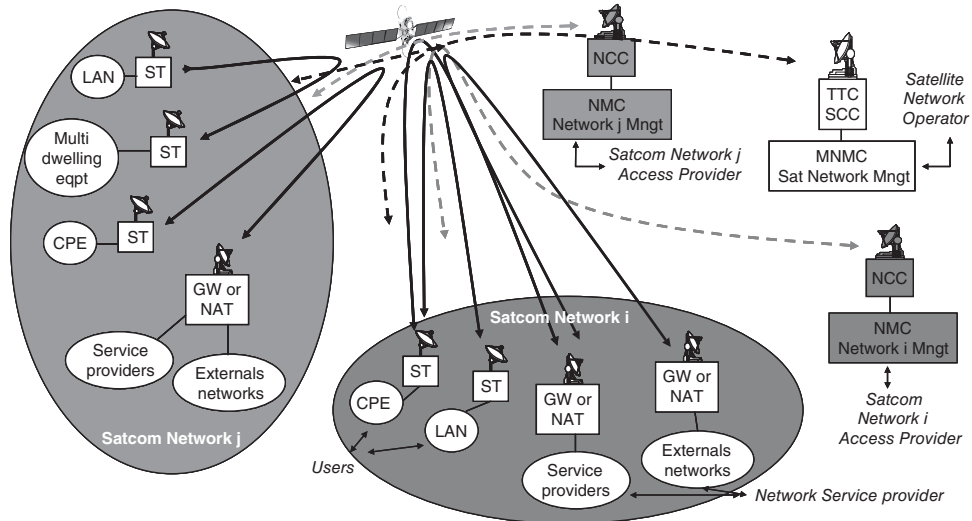 LAN
ST
Multi
dwelling
eqpt
ST
CPE
ST
GW or
NAT
Service
providers
Externals
networks
Satcom Network j
NCC
NMC
Network j Mngt
Satcom Network j
Access Provider
TTC
SCC
MNMC
Sat Network Mngt
Satellite
Network
Operator
NCC
NMC
Network i Mngt
Satcom
Network i
Access Provider
Satcom Network i
ST
CPE
ST
LAN
Users
GW or
NAT
Service
providers
GW or
NAT
Externals
networks
Network Service provider